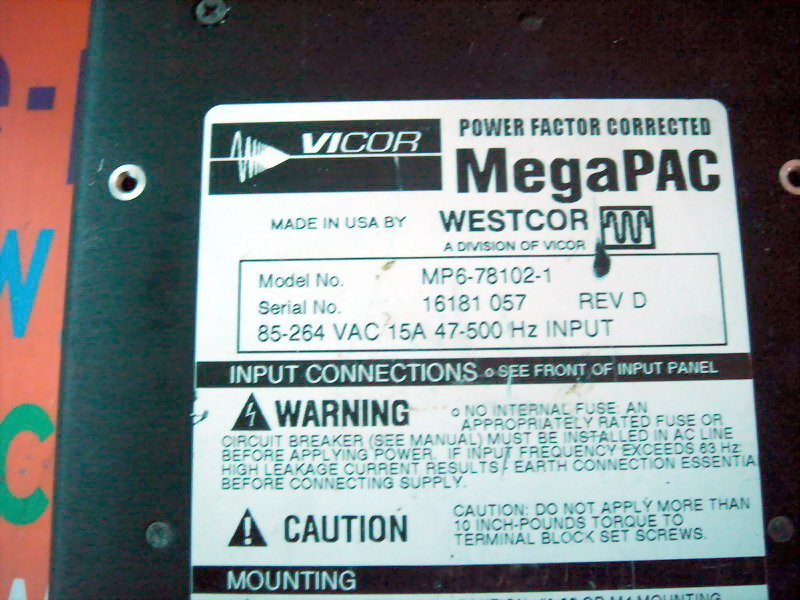 VICOR
POWER FACTOR CORRECTED
MegaPAC
MADE IN USA BY WESTCOR
A DIVISION OF VICOR
Model No. MP6-78102-1
Serial No. 16181 057 REV D
85-264 VAC 15A 47-500 Hz INPUT
INPUT CONNECTIONS o SEE FRONT OF INPUT PANEL
WARNING o NO INTERNAL FUSE: AN
APPROPRIATELY RATED FUSE OR
CIRCUIT BREAKER (SEE MANUAL) MUST BE INSTALLED IN AC LINE
BEFORE APPLYING POWER. IF INPUT FREQUENCY EXCEEDS 63 Hz:
HIGH LEAKAGE CURRENT RESULTS/ EARTH CONNECTION ESSENTIA
BEFORE CONNECTING SUPPLY.
CAUTION CAUTION: DO NOT APPLY MORE THAN
10 INCH-POUNDS TORQUE TO
TERMINAL BLOCK SET SCREWS.
MOUNTING
W
C